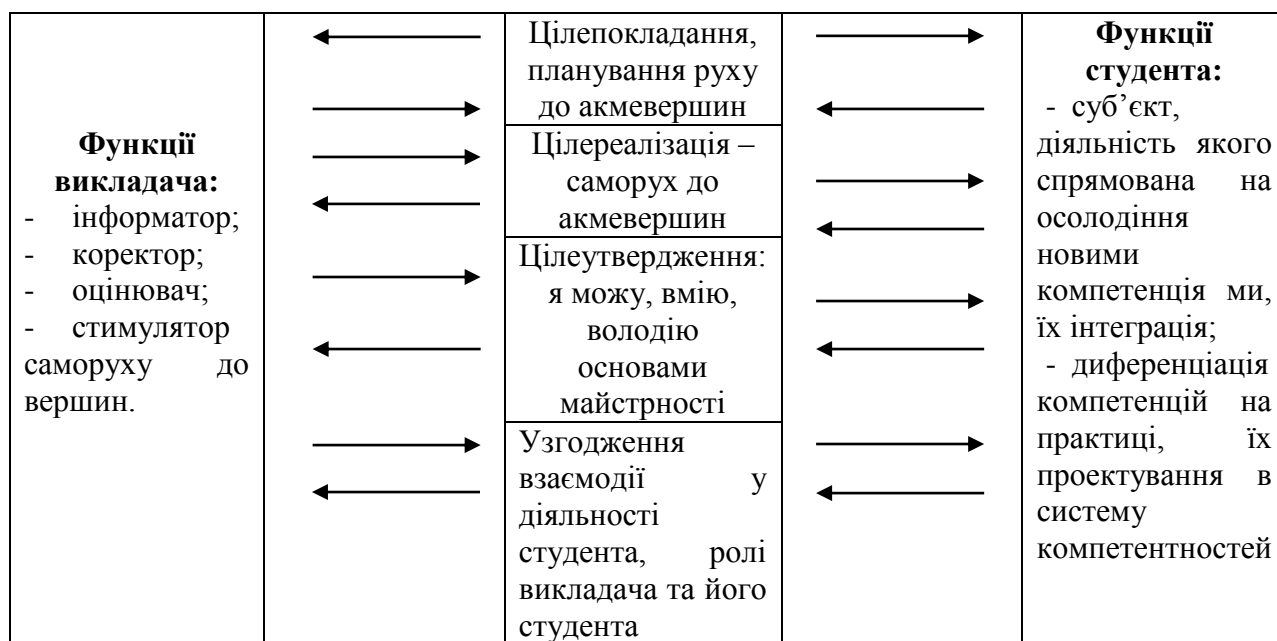 Функції
викладача:
- інформатор;
- коректор;
- оцінювач;
- стимулятор
саморуху до
вершин.
Цілепокладання,
планування руху
до акмевершин
Цілереалізація –
саморух до
акмевершин
Цілеутвердження:
я можу, вмію,
володію
основами
майстрності
Узгодження
взаємодії у
діяльності
студента, ролі
викладача та його
студента
Функції
студента:
- суб’єкт,
діяльність якого
спрямована на
осолодіння
новими
компетенція ми,
їх інтеграція;
- диференціація
компетенцій на
практиці, їх
проектування в
систему
компетентностей